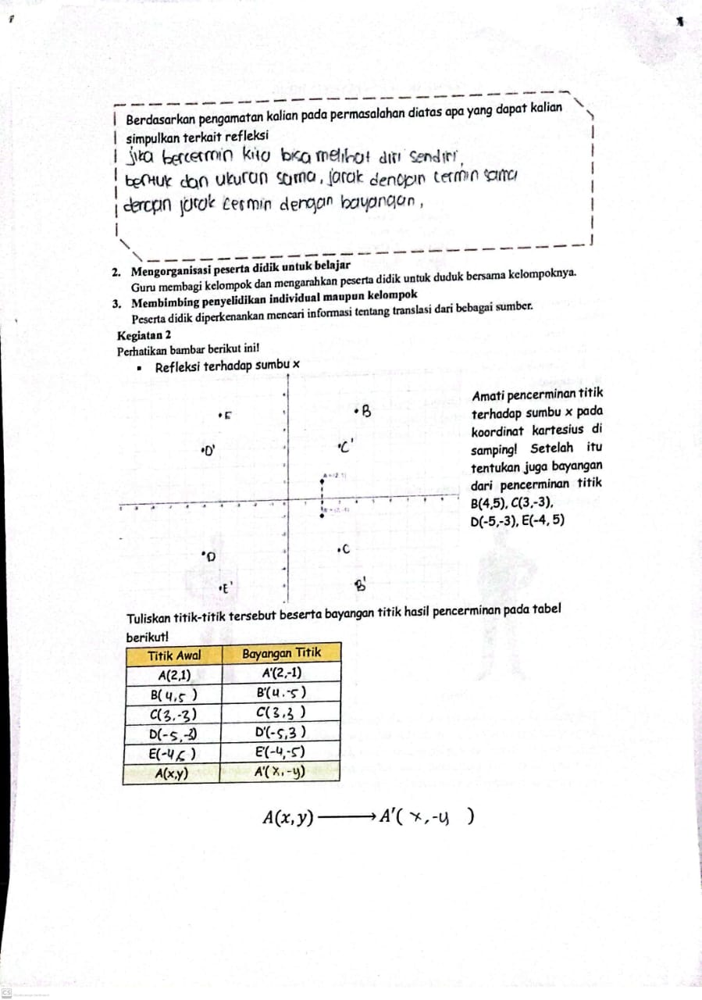 Berdasarkan pengamatan kalian pada permasalahan diatas apa yang dapat kalian
simpulkan terkait refleksi
jika bercermin kita bisa melihat diri sendiri,
bentuk dan ukuran sama, jarak dengan cermin sama
dengan jarak cermin dengan bayangan,
2. Mengorganisasi peserta didik untuk belajar
Guru membagi kelompok dan mengarahkan peserta didik untuk duduk bersama kelompoknya.
3. Membimbing penyelidikan individual maupun kelompok
Peserta didik diperkenankan mencari informasi tentang translasi dari bebagai sumber.
Kegiatan 2
Perhatikan bambar berikut ini!
▪ Refleksi terhadap sumbu x
E
B
D'
C'
A = (2, 1)
D
C
E'
B'
Amati pencerminan titik
terhadap sumbu x pada
koordinat kartesius di
samping! Setelah itu
tentukan juga bayangan
dari pencerminan titik
B(4,5), C(3,-3),
D(-5,-3), E(-4, 5)
Tuliskan titik-titik tersebut beserta bayangan titik hasil pencerminan pada tabel
berikut!
Titik Awal Bayangan Titik
A(2,1) A'(2,-1)
B(4,5) B'(4,-5)
C(3,-3) C(3,3)
D(-5,-3) D'(-5,3)
E(-4,5) E'(-4,-5)
A(x,y) A'(x,-y)
A(x,y) ⟶ A'(x,-y)
CS